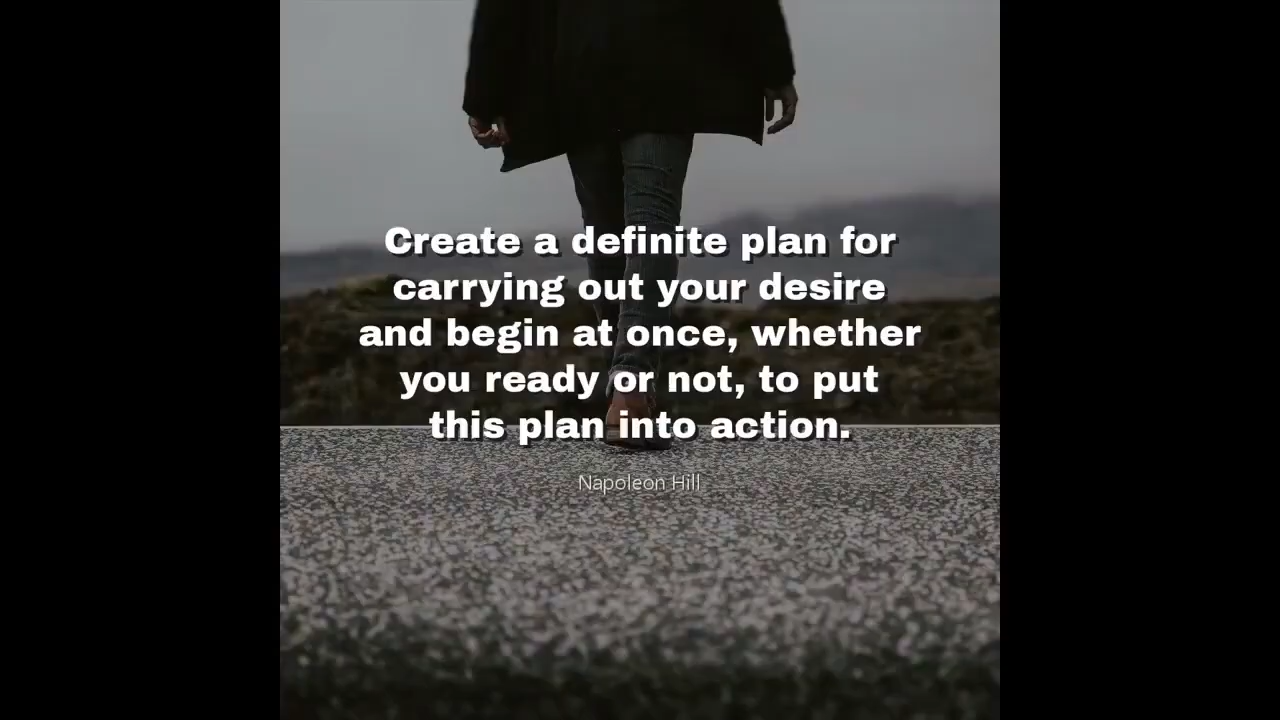 Create a definite plan for
carrying out your desire
and begin at once, whether
you ready or not, to put
this plan into action.
Napoleon Hill